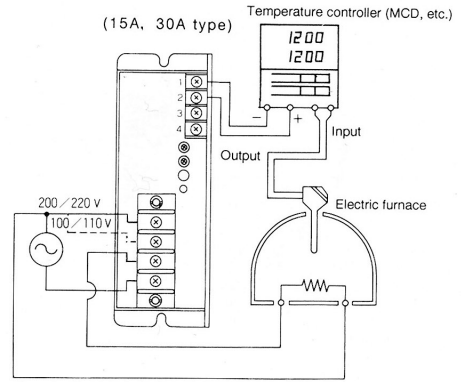 Temperature controller (MCD, etc.)
(15A, 30A type)
1200
1200
1
2
3
4
− +
Input
Output
200/220 V
100/110 V
Electric furnace